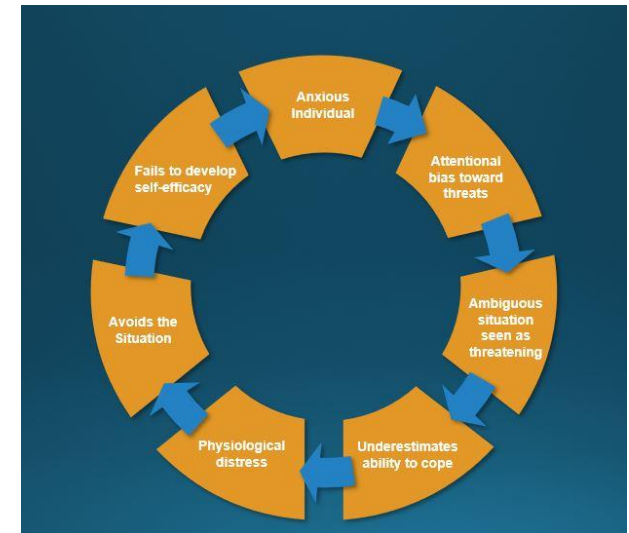 Anxious
Individual
Attentional
bias toward
threats
Ambiguous
situation
seen as
threatening
Underestimates
ability to cope
Physiological
distress
Avoids the
Situation
Fails to develop
self-efficacy